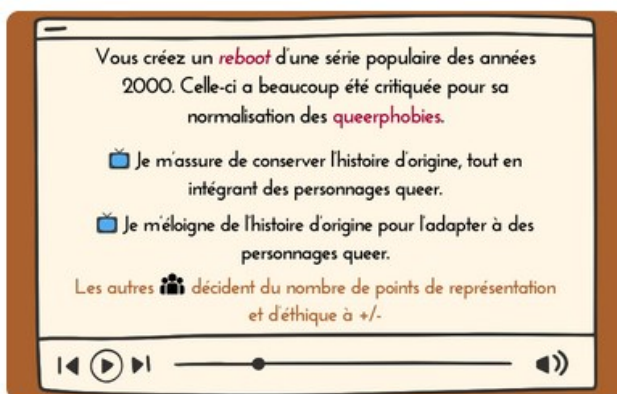 Vous créez un reboot d'une série populaire des années
2000. Celle-ci a beaucoup été critiquée pour sa
normalisation des queerphobies.
Je m'assure de conserver l'histoire d'origine, tout en
intégrant des personnages queer.
Je m'éloigne de l'histoire d'origine pour l'adapter à des
personnages queer.
Les autres décident du nombre de points de représentation
et d'éthique à +/-